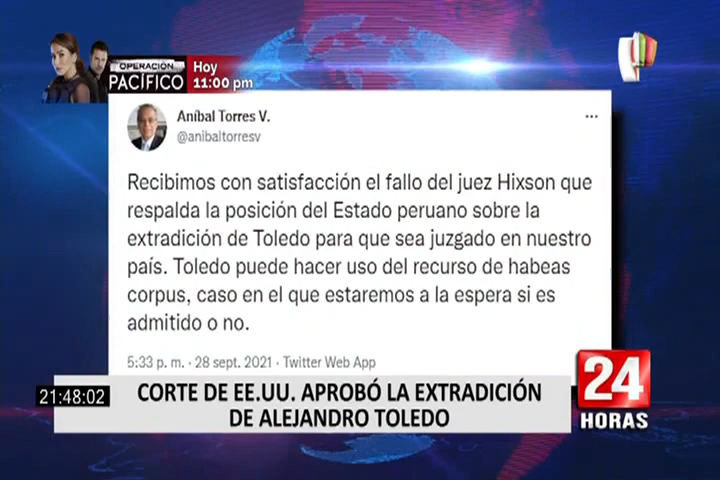 OPERACIÓN
PACÍFICO
Hoy
11:00 pm
Aníbal Torres V.
@anibaltorresv
Recibimos con satisfacción el fallo del juez Hixson que
respalda la posición del Estado peruano sobre la
extradición de Toledo para que sea juzgado en nuestro
país. Toledo puede hacer uso del recurso de habeas
corpus, caso en el que estaremos a la espera si es
admitido o no.
5:33 p. m. · 28 sept. 2021 · Twitter Web App
21:48:02
CORTE DE EE.UU. APROBÓ LA EXTRADICIÓN
DE ALEJANDRO TOLEDO
24
HORAS